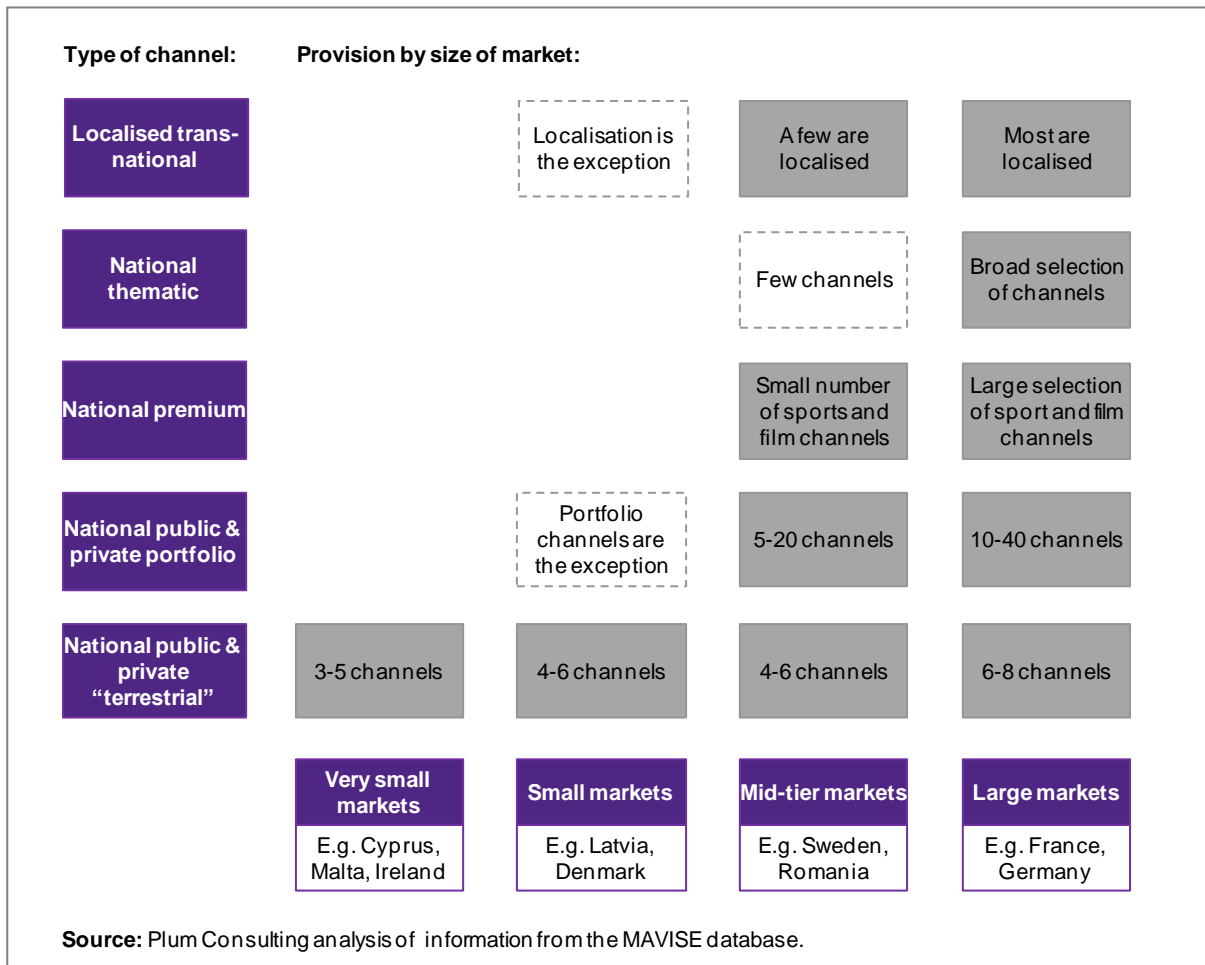 Type of channel:
Provision by size of market:
Localised trans-
national
Localisation is
the exception
A few are
localised
Most are
localised
National
thematic
Few channels
Broad selection
of channels
National premium
Small number
of sports and
film channels
Large selection
of sport and film
channels
National public &
private portfolio
Portfolio
channels are
the exception
5-20 channels
10-40 channels
National public &
private
“terrestrial”
3-5 channels
4-6 channels
4-6 channels
6-8 channels
Very small
markets
Small markets
Mid-tier markets
Large markets
E.g. Cyprus,
Malta, Ireland
E.g. Latvia,
Denmark
E.g. Sweden,
Romania
E.g. France,
Germany
Source: Plum Consulting analysis of information from the MAVISE database.